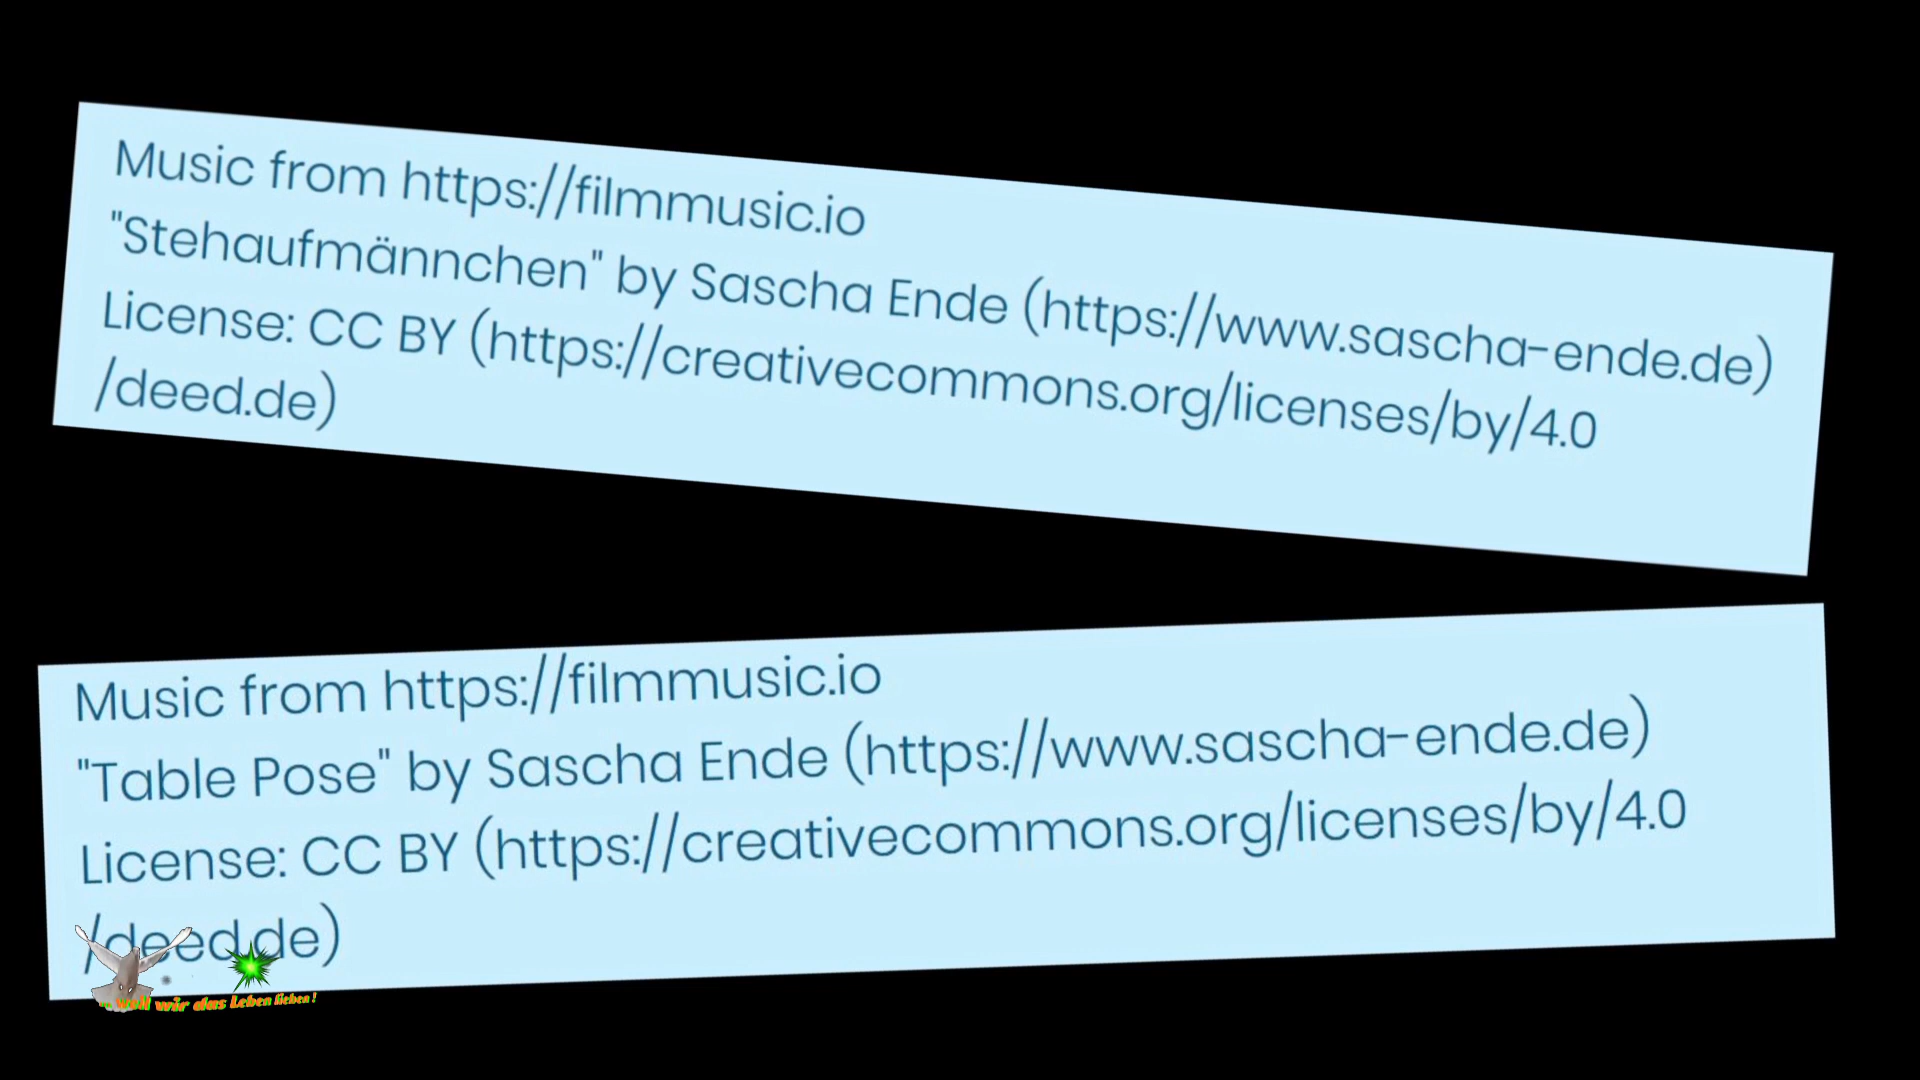 Music from https://filmmusic.io
"Stehaufmännchen" by Sascha Ende (https://www.sascha-ende.de)
License: CC BY (https://creativecommons.org/licenses/by/4.0
/deed.de)
Music from https://filmmusic.io
"Table Pose" by Sascha Ende (https://www.sascha-ende.de)
License: CC BY (https://creativecommons.org/licenses/by/4.0
/deed.de)
weil wir das Leben lieben !